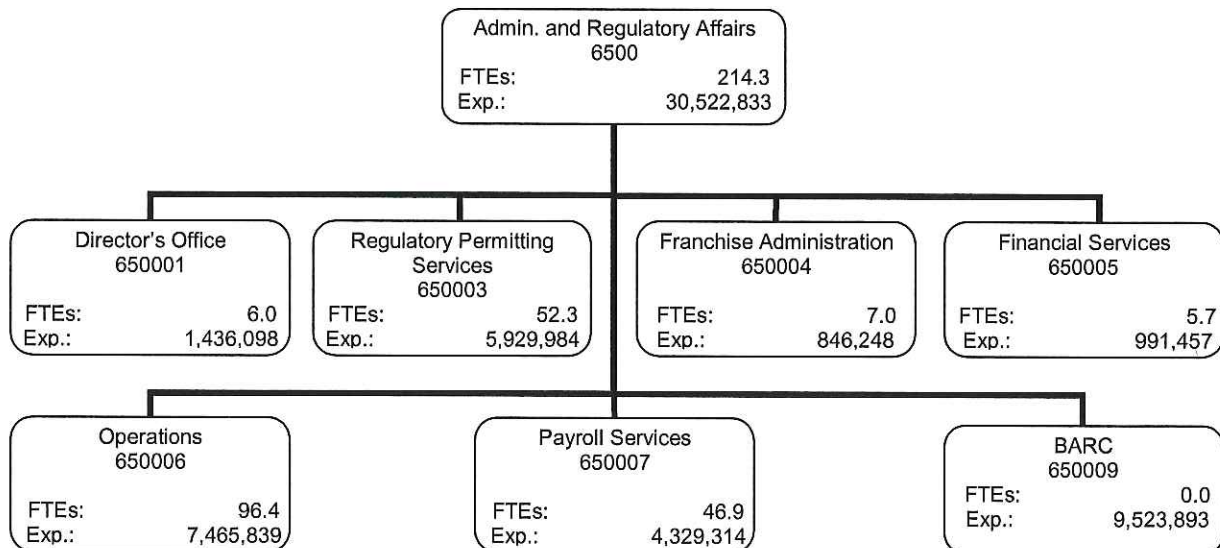 Admin. and Regulatory Affairs
6500
FTEs: 214.3
Exp.: 30,522,833
Director's Office
650001
FTEs: 6.0
Exp.: 1,436,098
Regulatory Permitting
Services
650003
FTEs: 52.3
Exp.: 5,929,984
Franchise Administration
650004
FTEs: 7.0
Exp.: 846,248
Financial Services
650005
FTEs: 5.7
Exp.: 991,457
Operations
650006
FTEs: 96.4
Exp.: 7,465,839
Payroll Services
650007
FTEs: 46.9
Exp.: 4,329,314
BARC
650009
FTEs: 0.0
Exp.: 9,523,893